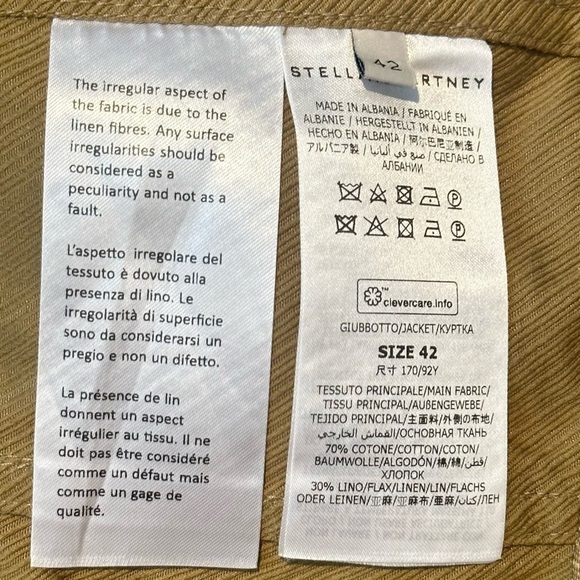 The irregular aspect of
the fabric is due to the
linen fibres. Any surface
irregularities should be
considered as a
peculiarity and not as a
fault.
L'aspetto irregolare del
tessuto è dovuto alla
presenza di lino. Le
irregolarità di superficie
sono da considerarsi un
pregio e non un difetto.
La présence de lin
donnent un aspect
irrégulier au tissu. Il ne
doit pas être considéré
comme un défaut mais
comme un gage de
qualité.
42
STELL RTNEY
MADE IN ALBANIA / FABRIQUÉ EN
ALBANIE / HERGESTELLT IN ALBANIEN /
HECHO EN ALBANIA / 阿尔巴尼亚制造 /
アルバニア製 / صنع في ألبانيا / СДЕЛАНО В
АЛБАНИИ
clevercare.info
GIUBBOTTO/JACKET/КУРТКА
SIZE 42
尺寸 170/92Y
TESSUTO PRINCIPALE/MAIN FABRIC/
TISSU PRINCIPAL/AUßENGEWEBE/
TEJIDO PRINCIPAL/主面料/外側の布地/
القماش الخارجي/ОСНОВНАЯ ТКАНЬ
70% COTONE/COTTON/COTON/
BAUMWOLLE/ALGODÓN/棉/綿/قطن/
ХЛОПОК
30% LINO/FLAX/LINEN/LIN/FLACHS
ODER LEINEN/亚麻/亚麻布/亜麻/كتان/ЛЕН